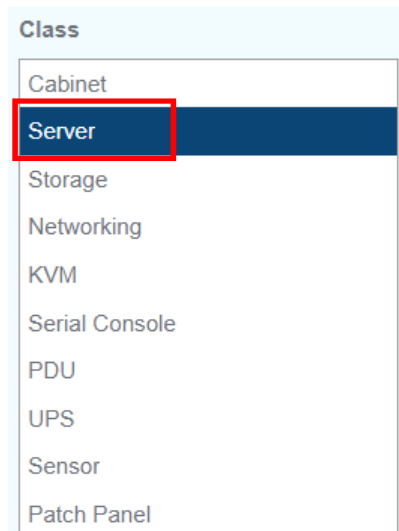 Class
Cabinet
Server
Storage
Networking
KVM
Serial Console
PDU
UPS
Sensor
Patch Panel